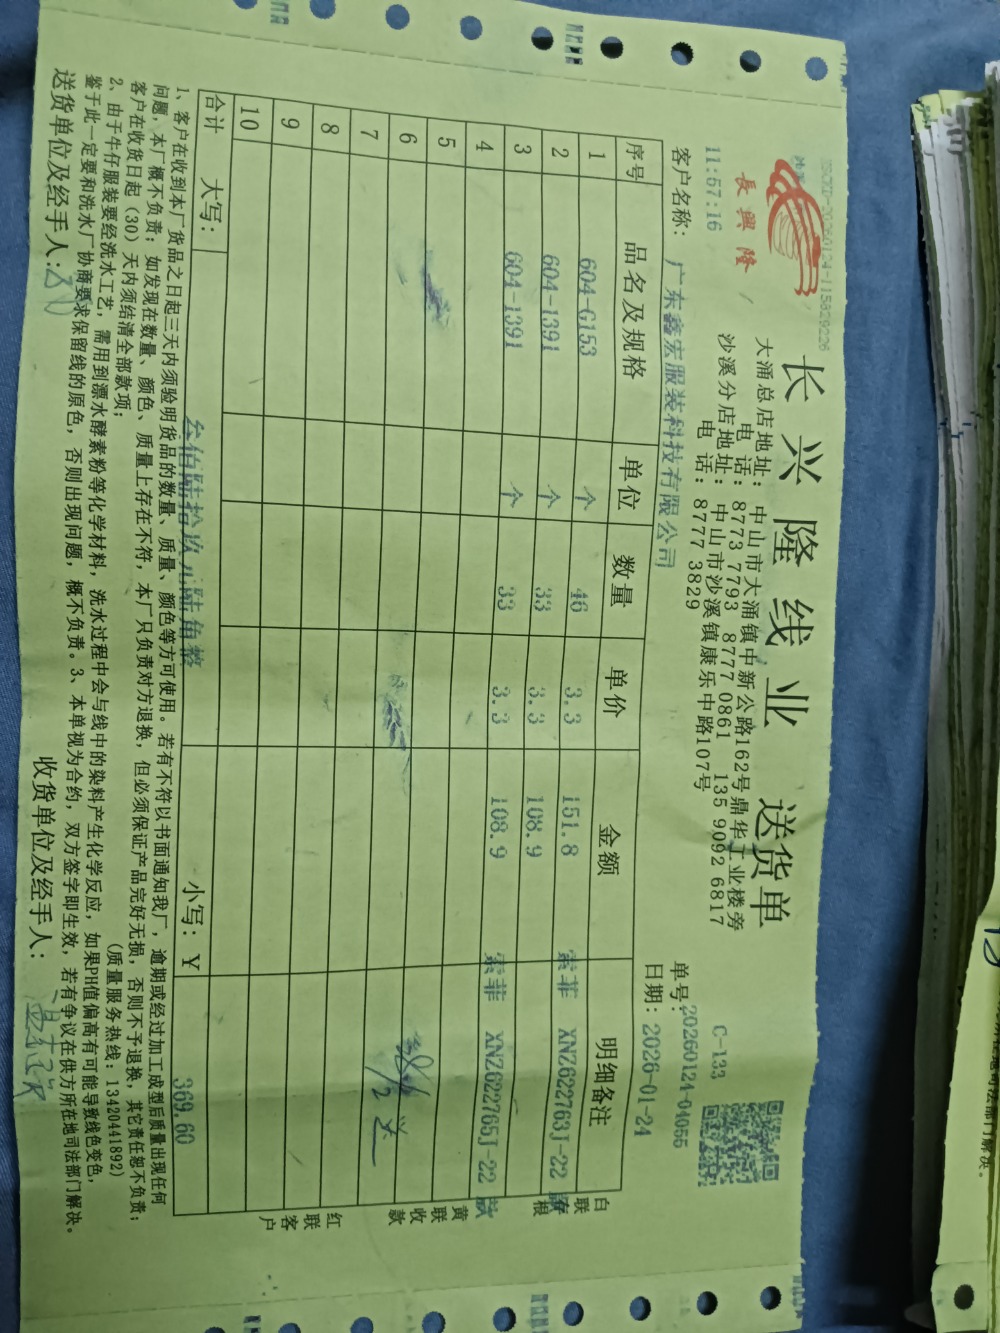 長興隆
长兴隆线业 送货单
大涌总店地址：中山市大涌镇中新公路162号鼎华工业楼旁
电 话：8773 7793 8777 0861 135 9092 6817
沙溪分店地址：中山市沙溪镇康乐中路107号
电 话：8777 3829
C-133
11:57:16
单号：20260124-04055
客户名称：广东鑫宏服装科技有限公司
日期：2026-01-24
序号 品名及规格 单位 数量 单价 金额 明细备注
1 604-G153 个 46 3.3 151.8 索菲 XNZ622763J-22
2 604-1391 个 33 3.3 108.9
3 604-1391 个 33 3.3 108.9 索菲 XNZ622765J-22 款
4
5
6
7
8
9
10
合计 大写：叁佰陆拾玖元陆角整 小写：¥ 369.60
白联存根
黄联收款
红联客户
1、客户在收到本厂货品之日起三天内须验明货品的数量、质量、颜色等方可使用。若有不符以书面通知我厂，逾期或经过加工成型后质量出现任何
问题，本厂概不负责；如发现在数量、颜色、质量上存在不符，本厂只负责对方退换，但必须保证产品完好无损，否则不予退换，其它责任恕不负责；
客户在收货日起（30）天内须结清全部款项； （质量服务热线：13420441892）
2、由于牛仔服装要经洗水工艺，需用到漂水酵素粉等化学材料，洗水过程中会与线中的染料产生化学反应，如果PH值偏高有可能导致线色变色，
鉴于此一定要和洗水厂协商要求保留线的原色，否则出现问题，概不负责。3、本单视为合约，双方签字即生效，若有争议在供方所在地司法部门解决。
送货单位及经手人： 收货单位及经手人：
司法部门解决。